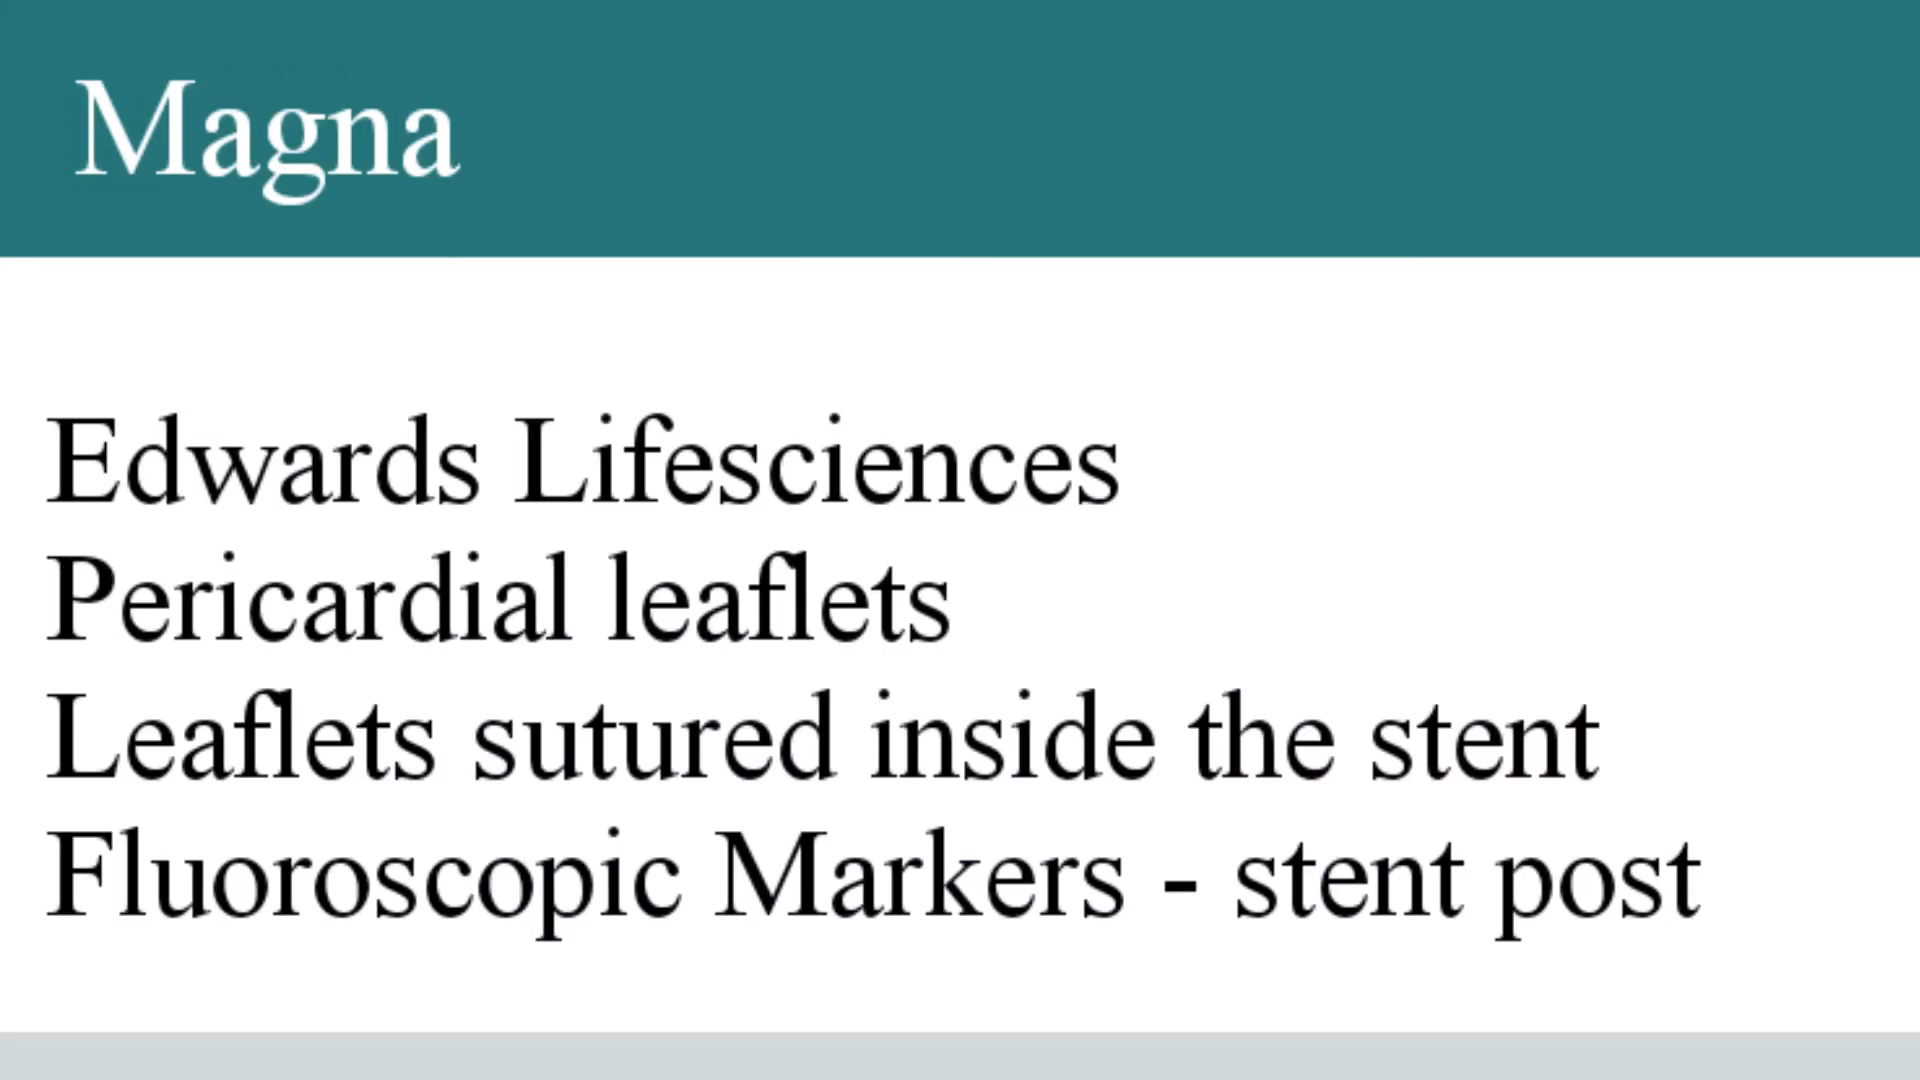 Magna
Edwards Lifesciences
Pericardial leaflets
Leaflets sutured inside the stent
Fluoroscopic Markers - stent post